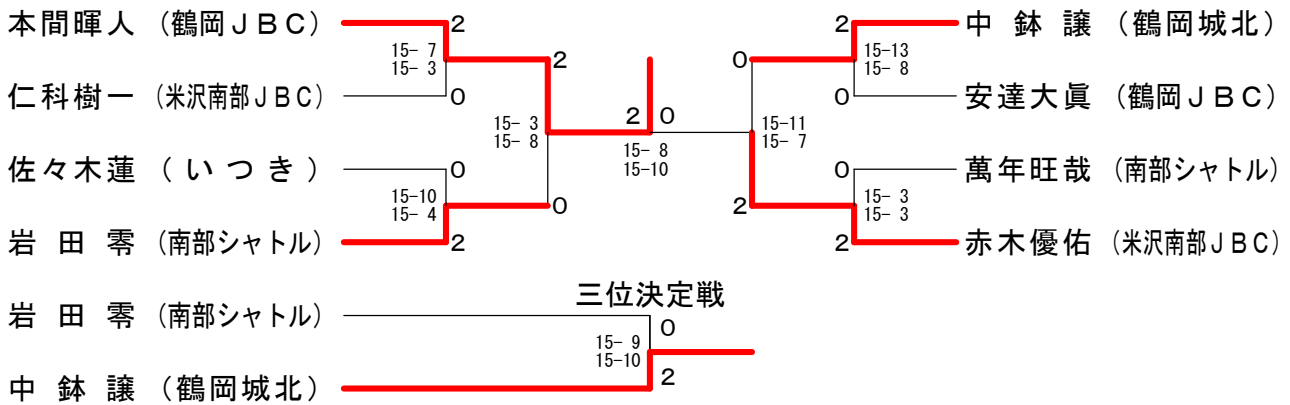 本間暉人 (鶴岡JBC) 2 2 中 鉢 譲 (鶴岡城北)
15- 7 2 0 15-13
15- 3 15- 8
仁科樹一 (米沢南部JBC) 0 0 安達大眞 (鶴岡JBC)
15- 3 2 0 15-11
15- 8 15- 8 15- 7
15-10
佐々木蓮 (いつき) 0 0 萬年旺哉 (南部シャトル)
15-10 0 2 15- 3
15- 4 15- 3
岩 田 零 (南部シャトル) 2 2 赤木優佑 (米沢南部JBC)
三位決定戦
岩 田 零 (南部シャトル) 0
15- 9
15-10
中 鉢 譲 (鶴岡城北) 2